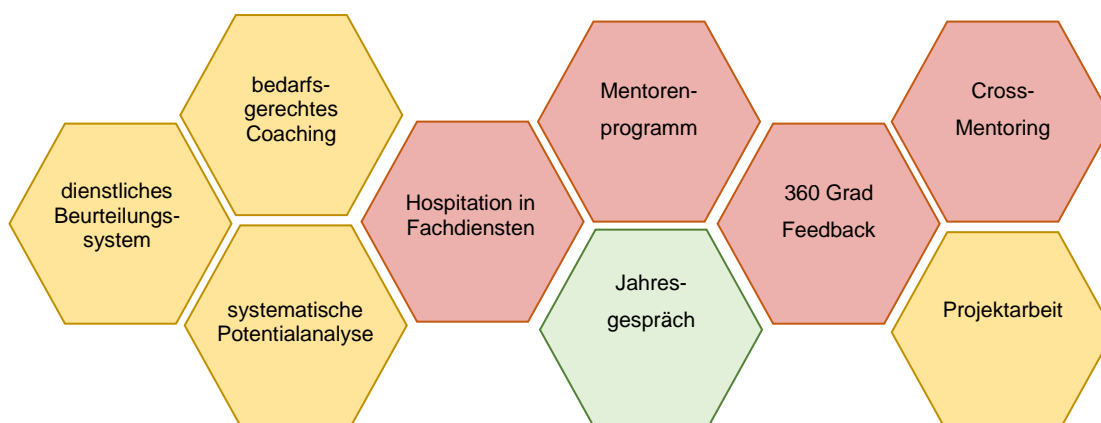 bedarfs-
gerechtes
Coaching
Mentoren-
programm
Cross-
Mentoring
dienstliches
Beurteilungs-
system
Hospitation in
Fachdiensten
360 Grad
Feedback
systematische
Potentialanalyse
Jahres-
gespräch
Projektarbeit